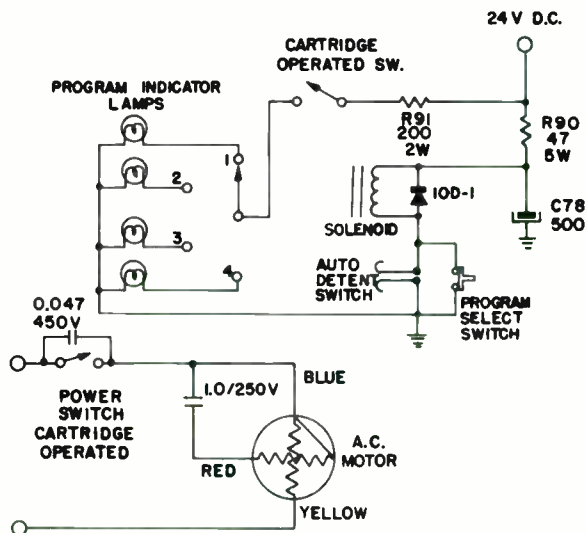 24 V D.C.
CARTRIDGE
OPERATED SW.
PROGRAM INDICATOR
LAMPS
R91
200
2W
R90
47
5W
1
2
3
4
10D-1
SOLENOID
C78
500
AUTO
DETENT
SWITCH
PROGRAM
SELECT
SWITCH
0.047
450V
POWER
SWITCH
CARTRIDGE
OPERATED
1.0/250V
BLUE
RED
A.C.
MOTOR
YELLOW